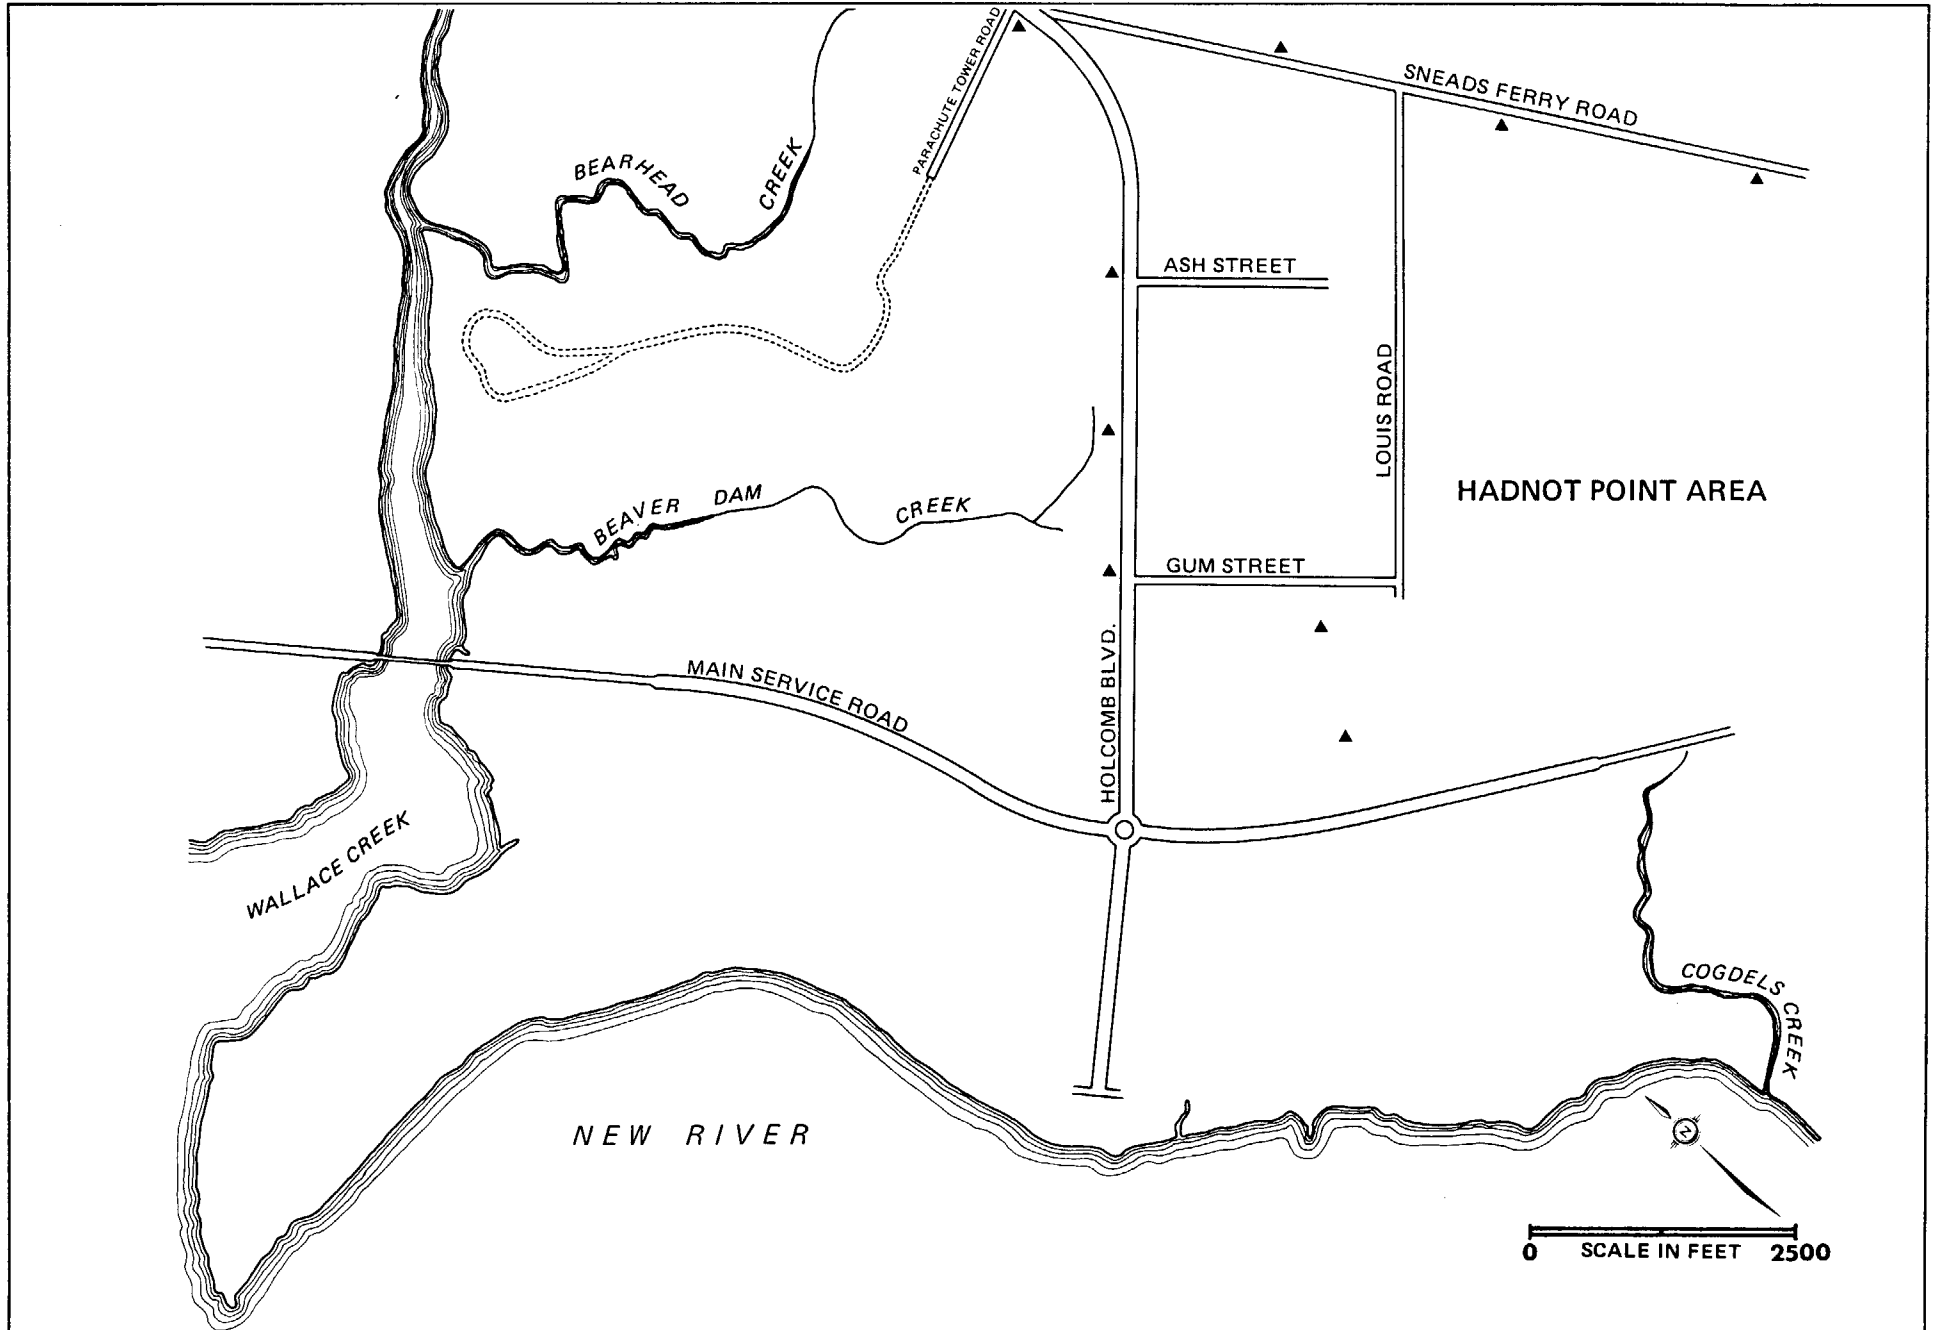 PARACHUTE TOWER ROAD
SNEADS FERRY ROAD
BEARHEAD CREEK
ASH STREET
LOUIS ROAD
HADNOT POINT AREA
BEAVER DAM CREEK
GUM STREET
HOLCOMB BLVD.
MAIN SERVICE ROAD
WALLACE CREEK
COGDELS CREEK
NEW RIVER
N
0 SCALE IN FEET 2500